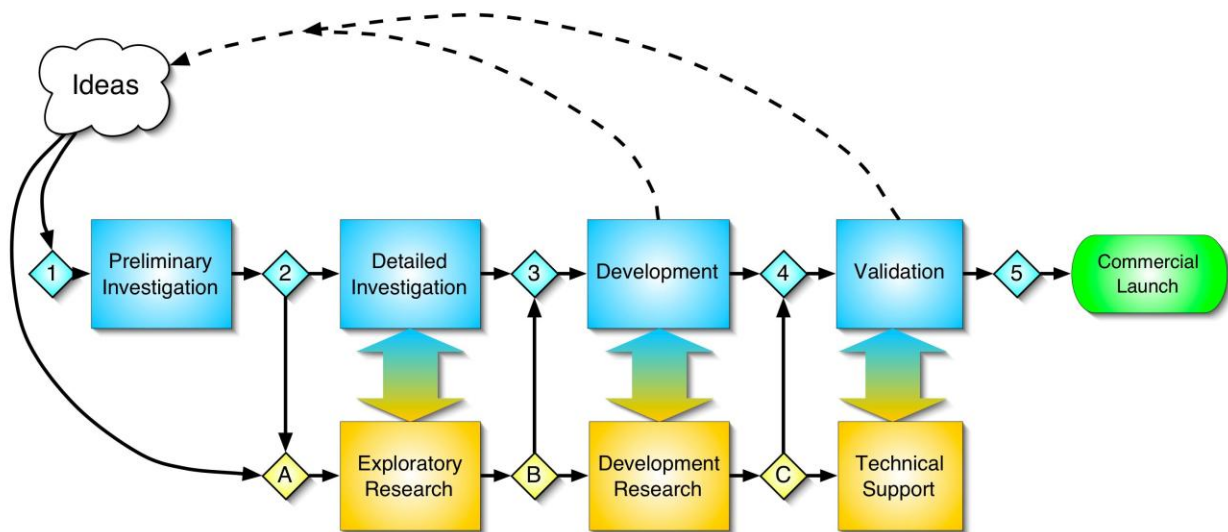 Ideas
1
Preliminary
Investigation
2
Detailed
Investigation
3
Development
4
Validation
5
Commercial
Launch
A
Exploratory
Research
B
Development
Research
C
Technical
Support